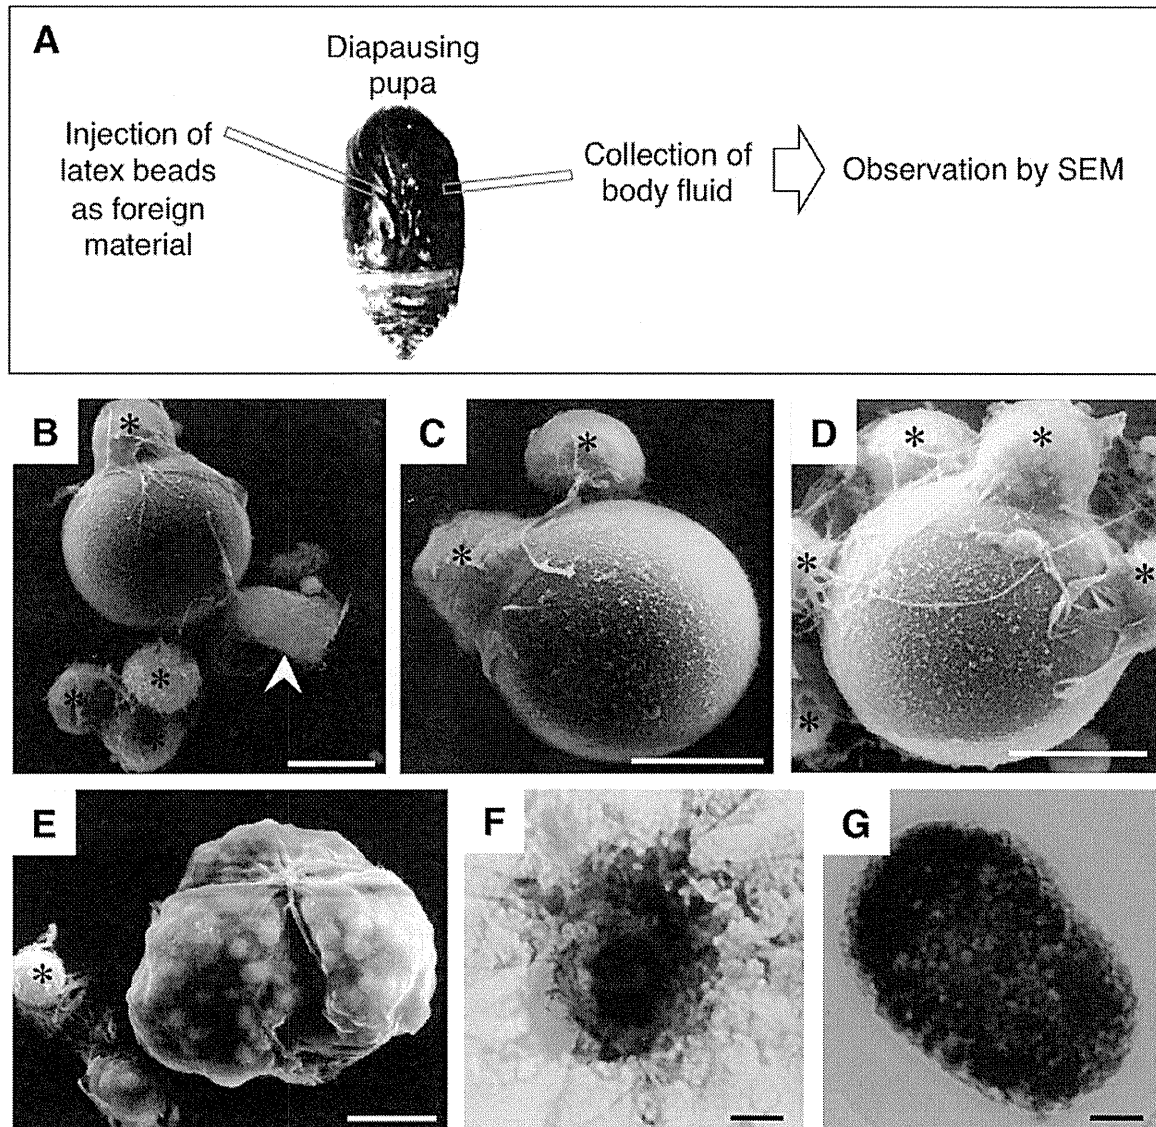 A
Diapausing
pupa
Injection of
latex beads
as foreign
material
Collection of
body fluid
Observation by SEM
B
*
*
*
*
C
*
*
D
*
*
*
*
*
E
*
F
G